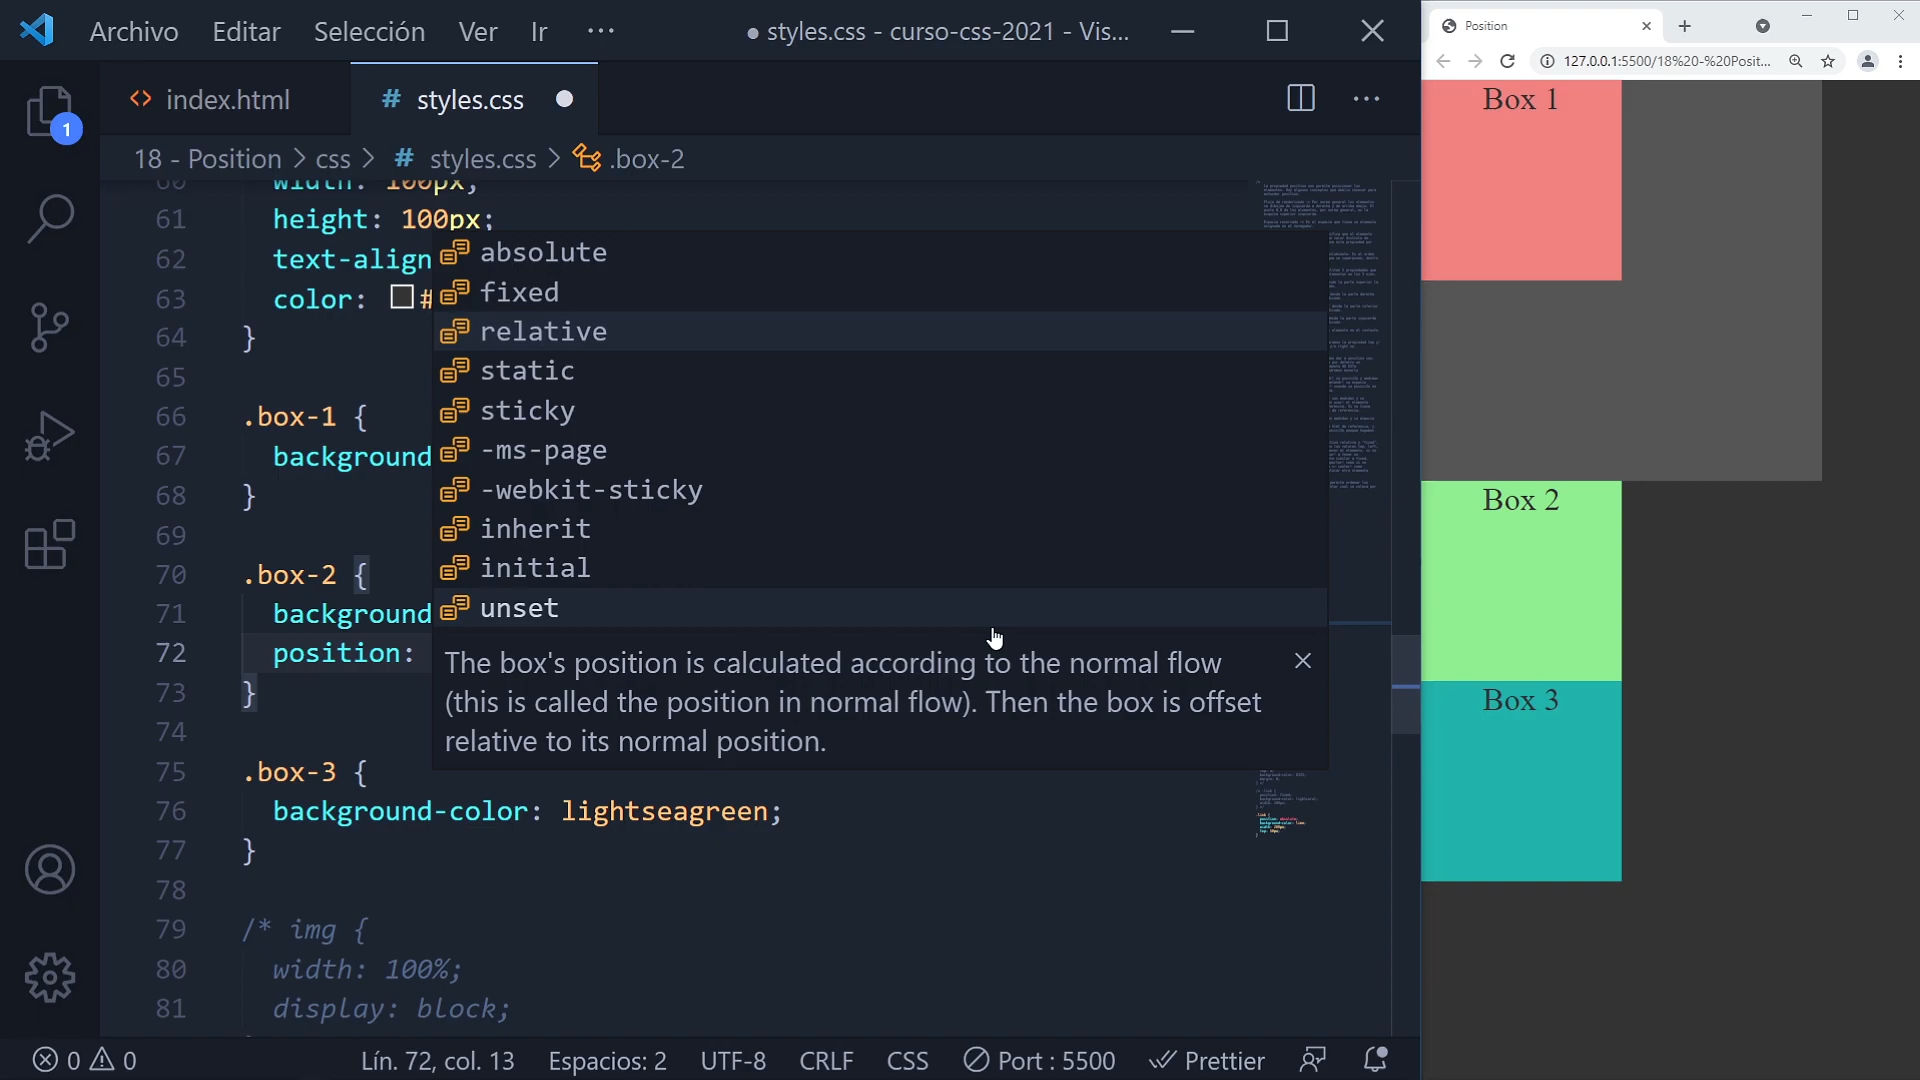 Archivo Editar Selección Ver Ir ··· ● styles.css - curso-css-2021 - Vis...
index.html # styles.css
1
18 - Position > css > # styles.css > .box-2
60 width: 100px;
61 height: 100px;
62 text-align
63 color: #
64 }
65
66 .box-1 {
67 background
68 }
69
70 .box-2 {
71 background
72 position:
73 }
74
75 .box-3 {
76 background-color: lightseagreen;
77 }
78
79 /* img {
80 width: 100%;
81 display: block;
absolute
fixed
relative
static
sticky
-ms-page
-webkit-sticky
inherit
initial
unset
The box's position is calculated according to the normal flow
(this is called the position in normal flow). Then the box is offset
relative to its normal position.
0 0 Lín. 72, col. 13 Espacios: 2 UTF-8 CRLF CSS Port : 5500 Prettier
Position
127.0.0.1:5500/18%20-%20Posit...
Box 1
Box 2
Box 3